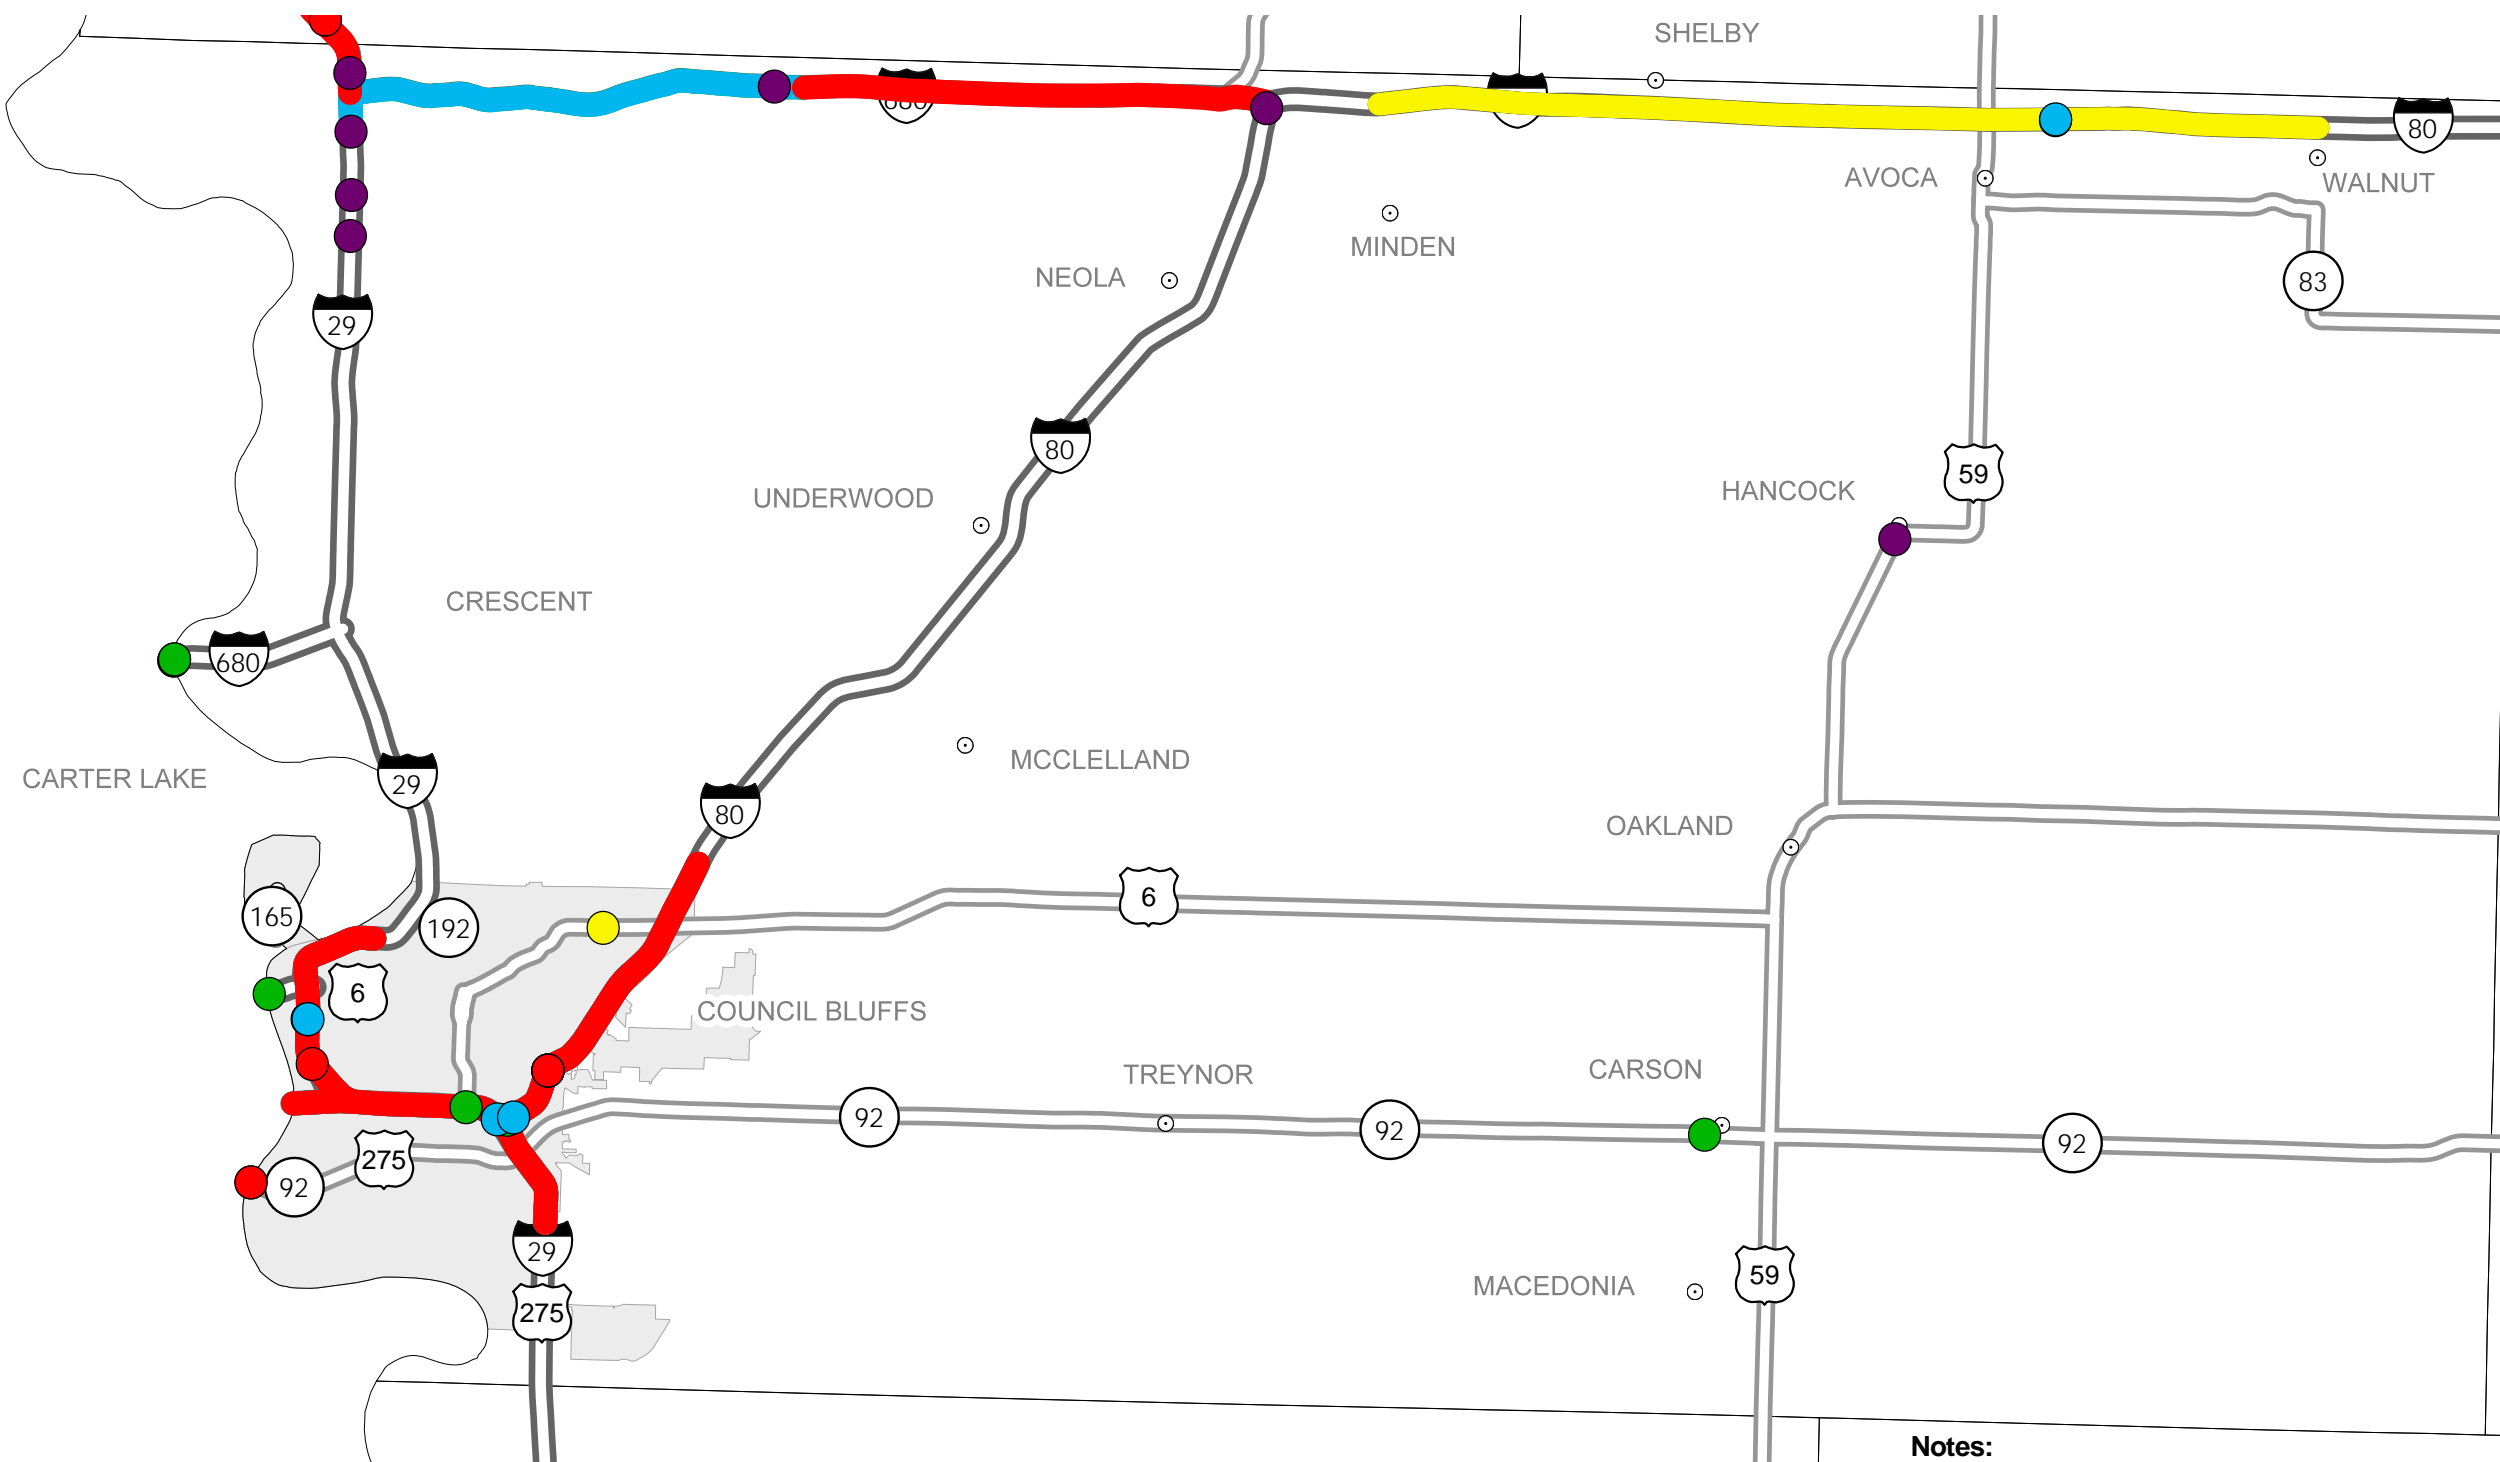 SHELBY
680
80
AVOCA
WALNUT
MINDEN
NEOLA
83
29
80
59
UNDERWOOD
HANCOCK
CRESCENT
680
MCCLELLAND
CARTER LAKE
29
80
OAKLAND
6
165
192
6
COUNCIL BLUFFS
TREYNOR
CARSON
92
92
92
275
92
29
MACEDONIA
59
275
Notes: